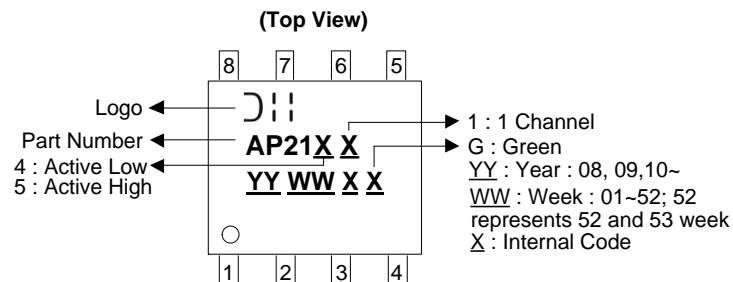 (Top View)
8 7 6 5
Logo
Part Number
4 : Active Low
5 : Active High
AP21X X
YY WW X X
1 : 1 Channel
G : Green
YY : Year : 08, 09,10~
WW : Week : 01~52; 52
represents 52 and 53 week
X : Internal Code
1 2 3 4